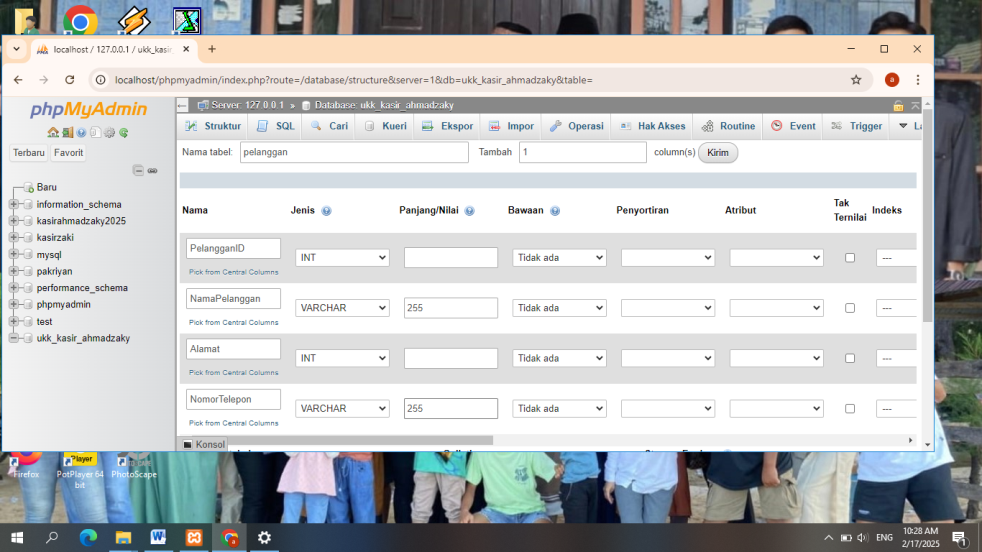 localhost / 127.0.0.1 / ukk_kasir
localhost/phpmyadmin/index.php?route=/database/structure&server=1&db=ukk_kasir_ahmadzaky&table=
a
phpMyAdmin
Server: 127.0.0.1 » Database: ukk_kasir_ahmadzaky
Struktur SQL Cari Kueri Ekspor Impor Operasi Hak Akses Routine Event Trigger
Terbaru Favorit
Nama tabel: pelanggan Tambah 1 column(s) Kirim
Baru
information_schema
kasirahmadzaky2025
kasirzaki
mysql
pakriyan
performance_schema
phpmyadmin
test
ukk_kasir_ahmadzaky
Nama Jenis Panjang/Nilai Bawaan Penyortiran Atribut Tak Ternilai Indeks
PelangganID INT Tidak ada ---
Pick from Central Columns
NamaPelanggan VARCHAR 255 Tidak ada ---
Pick from Central Columns
Alamat INT Tidak ada ---
Pick from Central Columns
NomorTelepon VARCHAR 255 Tidak ada ---
Pick from Central Columns
Konsol
Firefox
PotPlayer 64 bit
PhotoScape
ENG
10:28 AM
2/17/2025